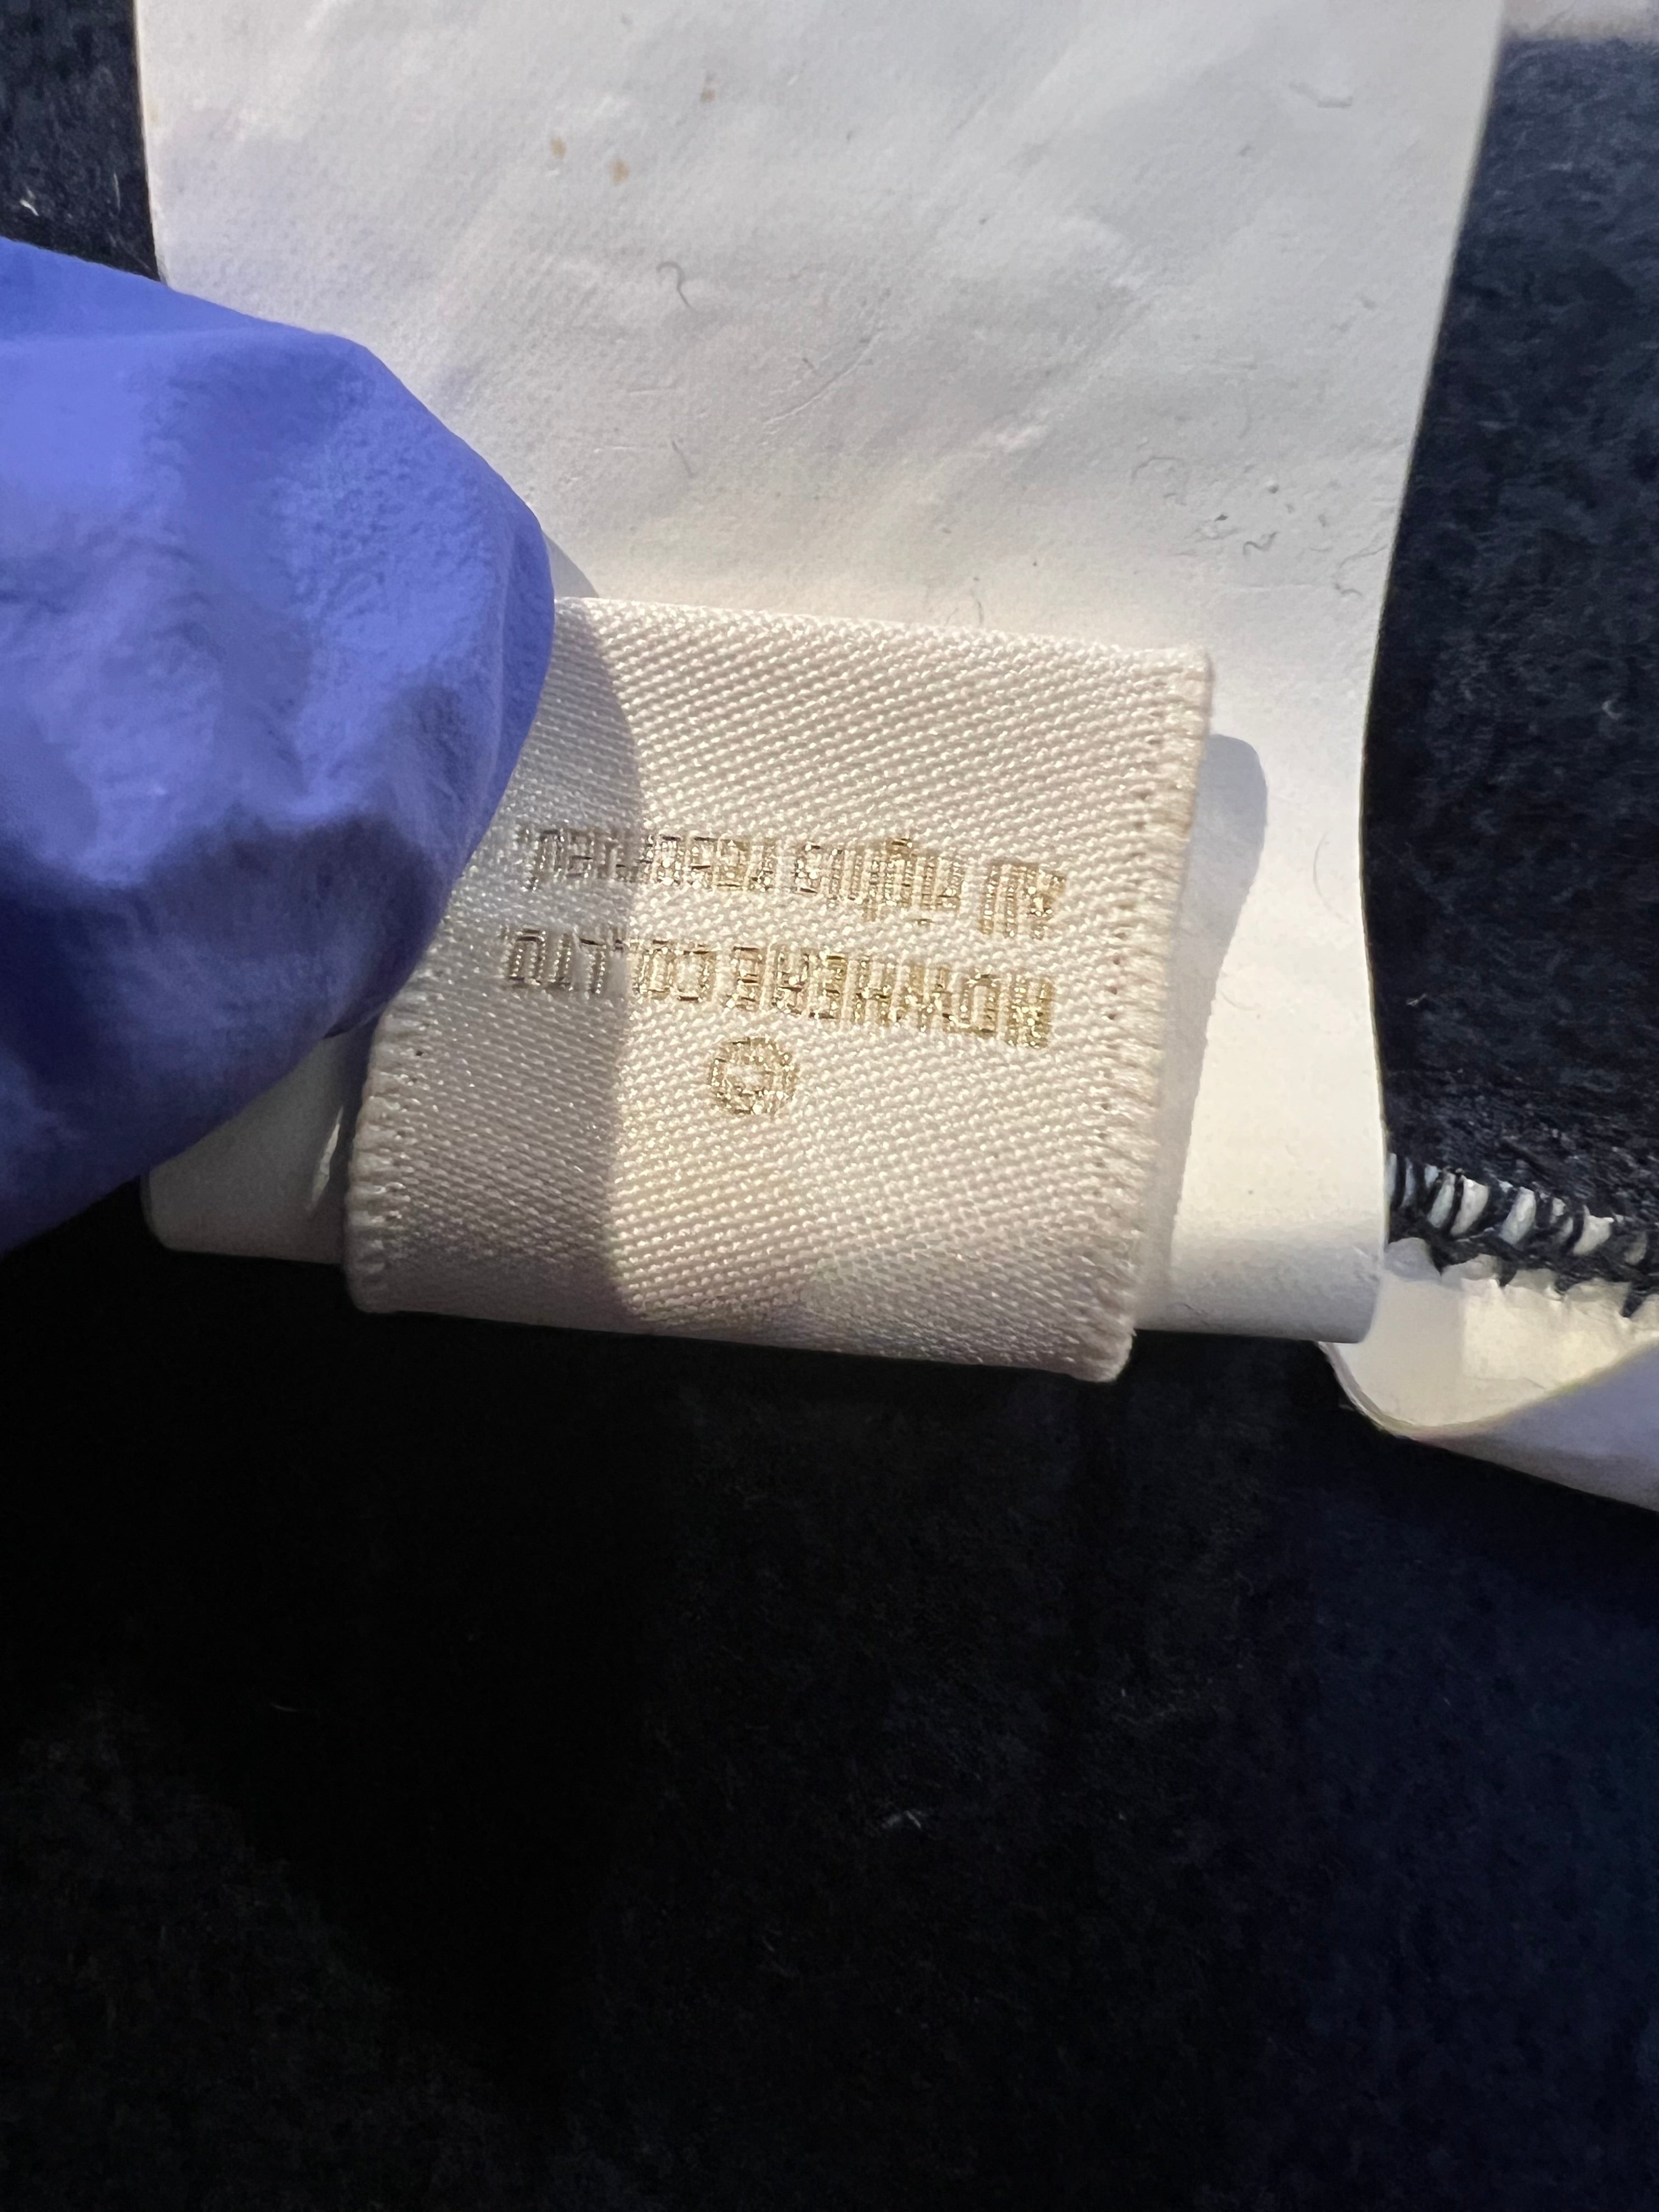 ©
NOWHERE CO.,LTD.
All rights reserved.